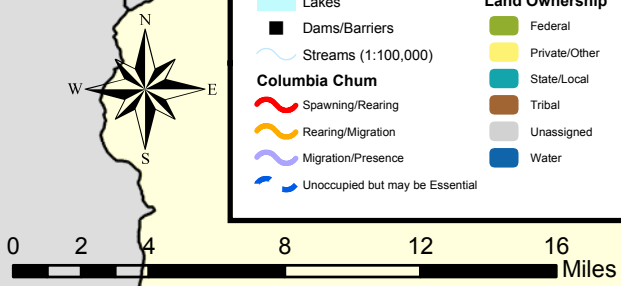 Lakes
Dams/Barriers
Streams (1:100,000)
Columbia Chum
Spawning/Rearing
Rearing/Migration
Migration/Presence
Unoccupied but may be Essential
Land Ownership
Federal
Private/Other
State/Local
Tribal
Unassigned
Water
N
W E
S
0 2 4 8 12 16
Miles